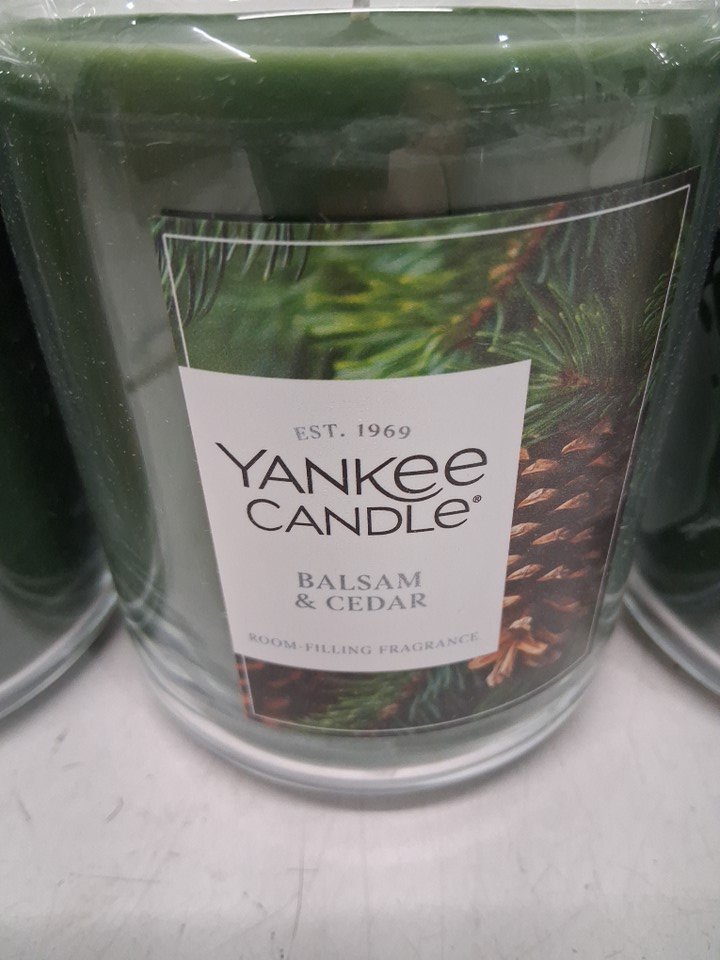 EST. 1969
YANKEE
CANDLE®
BALSAM
& CEDAR
ROOM-FILLING FRAGRANCE